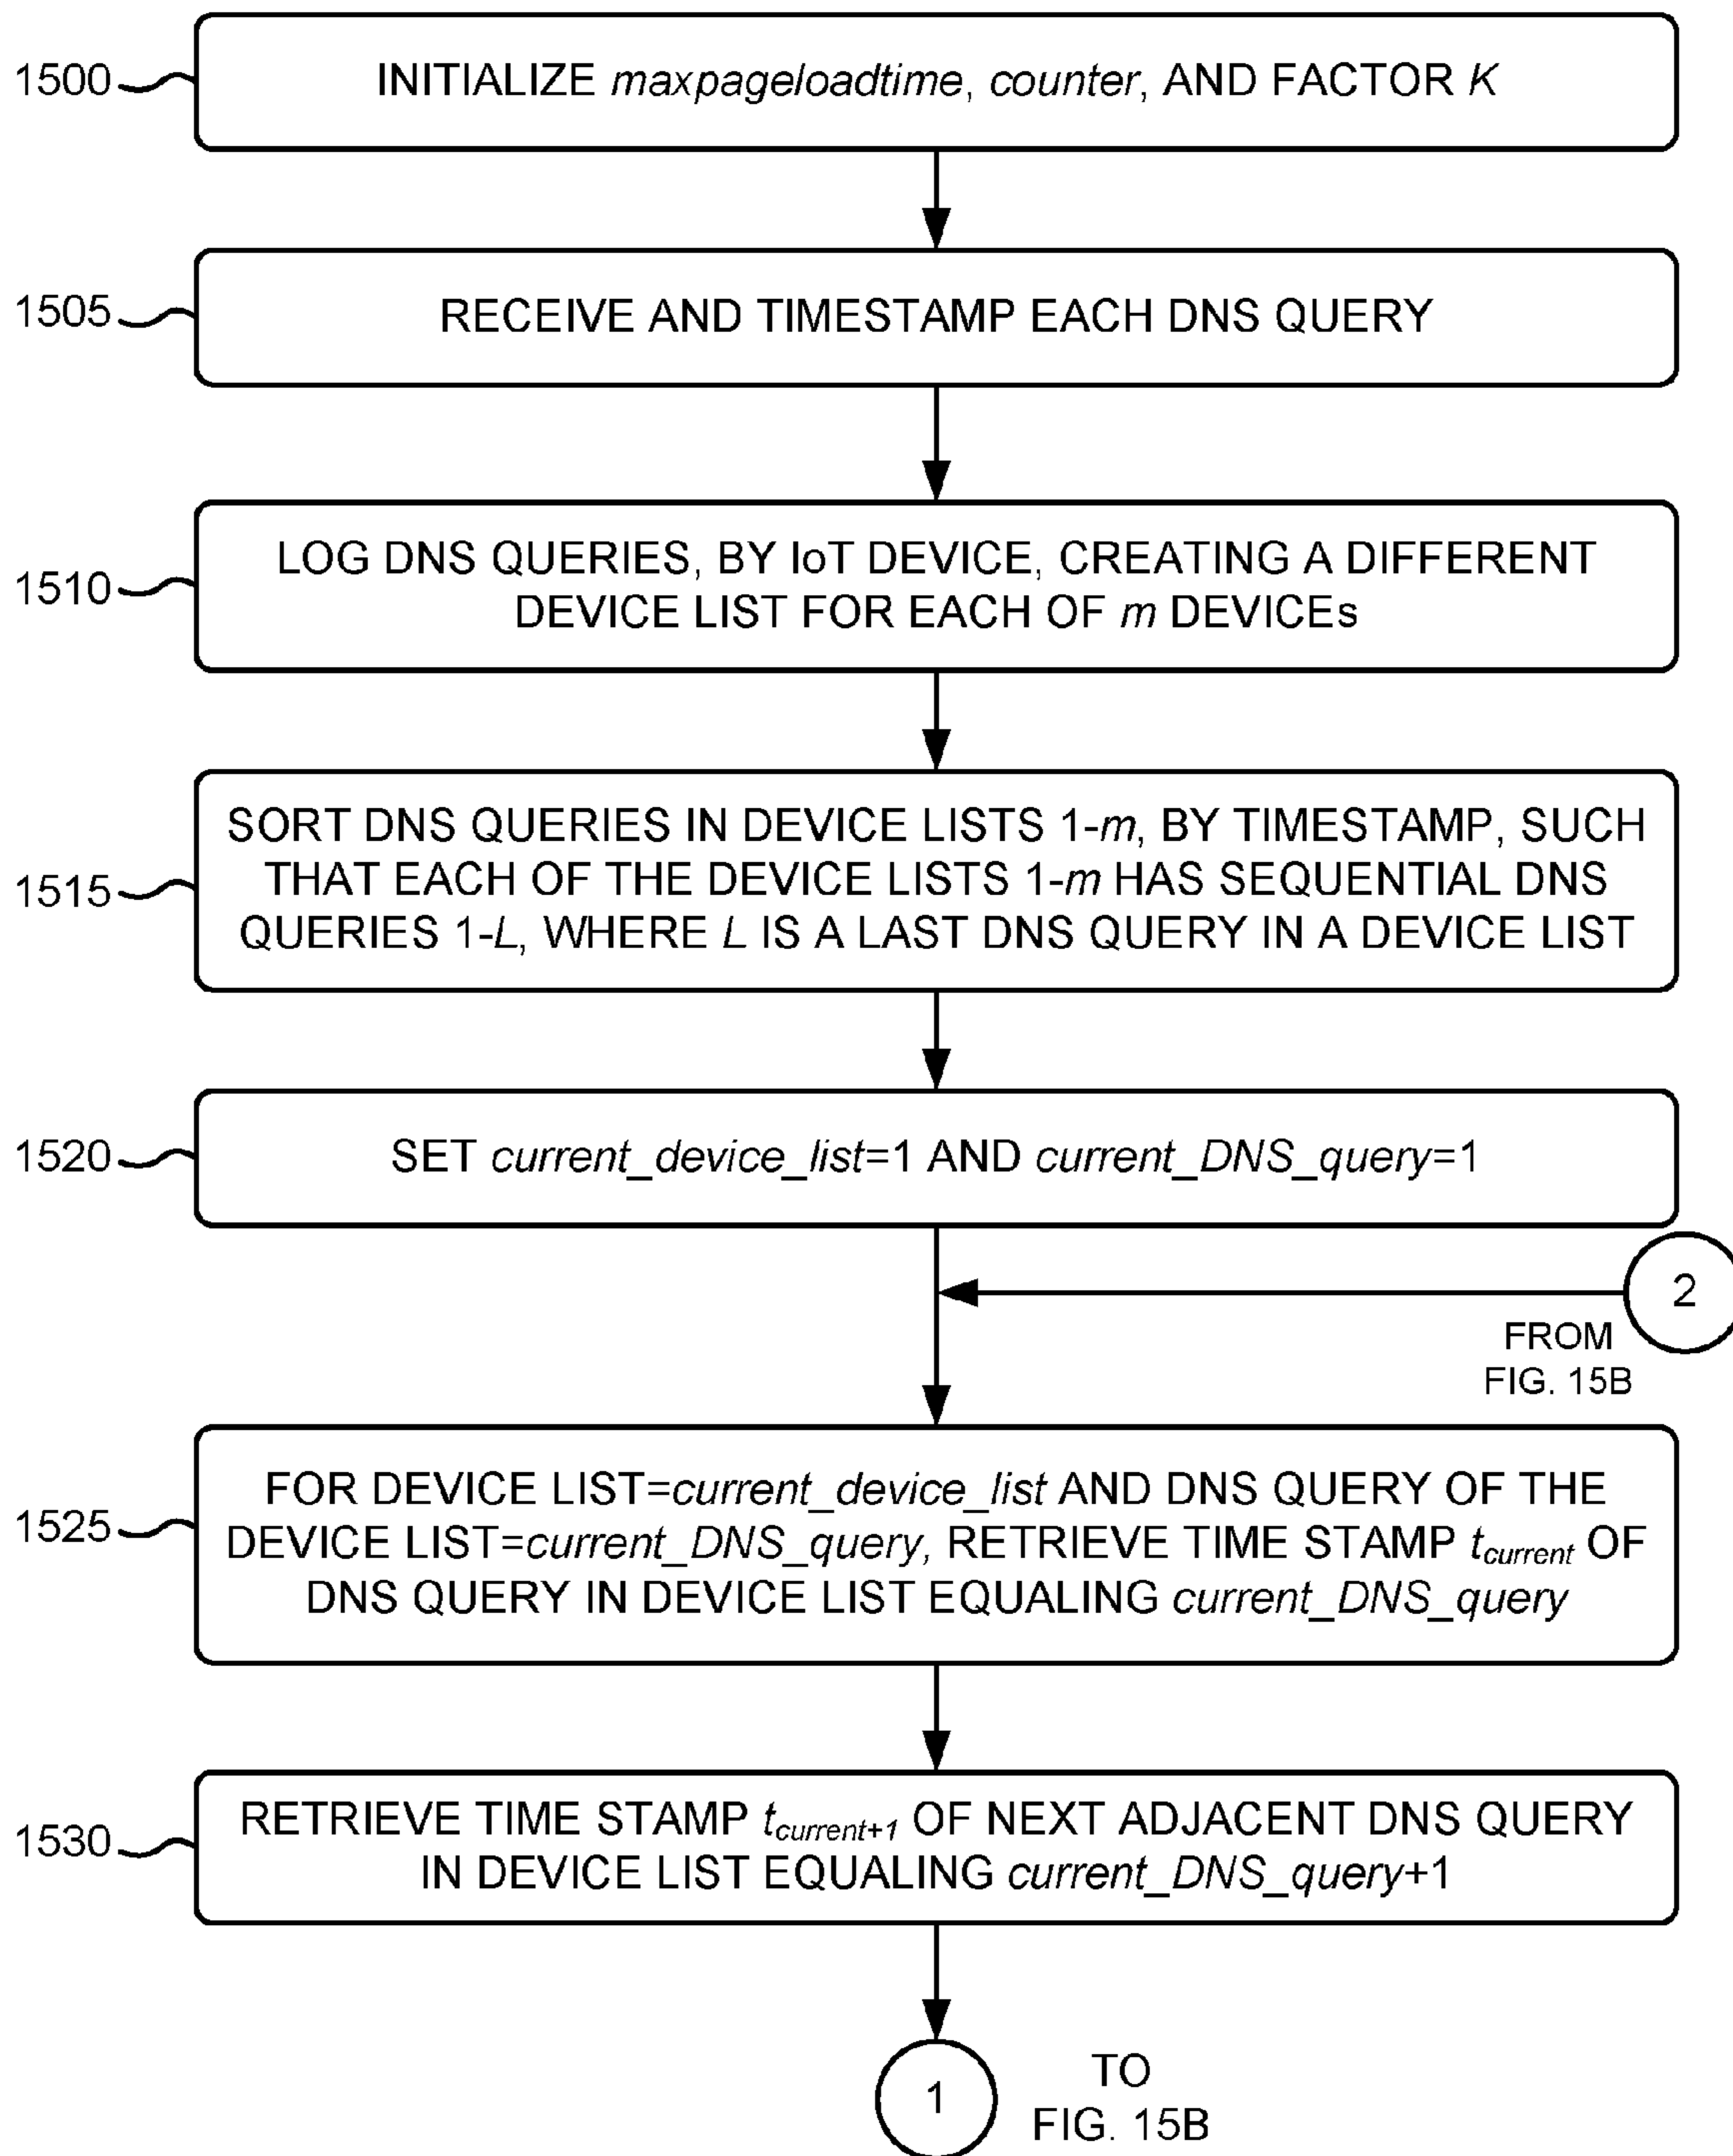 1500
INITIALIZE maxpageloadtime, counter, AND FACTOR K
1505
RECEIVE AND TIMESTAMP EACH DNS QUERY
1510
LOG DNS QUERIES, BY IoT DEVICE, CREATING A DIFFERENT
DEVICE LIST FOR EACH OF m DEVICEs
1515
SORT DNS QUERIES IN DEVICE LISTS 1-m, BY TIMESTAMP, SUCH
THAT EACH OF THE DEVICE LISTS 1-m HAS SEQUENTIAL DNS
QUERIES 1-L, WHERE L IS A LAST DNS QUERY IN A DEVICE LIST
1520
SET current_device_list=1 AND current_DNS_query=1
2
FROM
FIG. 15B
1525
FOR DEVICE LIST=current_device_list AND DNS QUERY OF THE
DEVICE LIST=current_DNS_query, RETRIEVE TIME STAMP tcurrent OF
DNS QUERY IN DEVICE LIST EQUALING current_DNS_query
1530
RETRIEVE TIME STAMP tcurrent+1 OF NEXT ADJACENT DNS QUERY
IN DEVICE LIST EQUALING current_DNS_query+1
1
TO
FIG. 15B